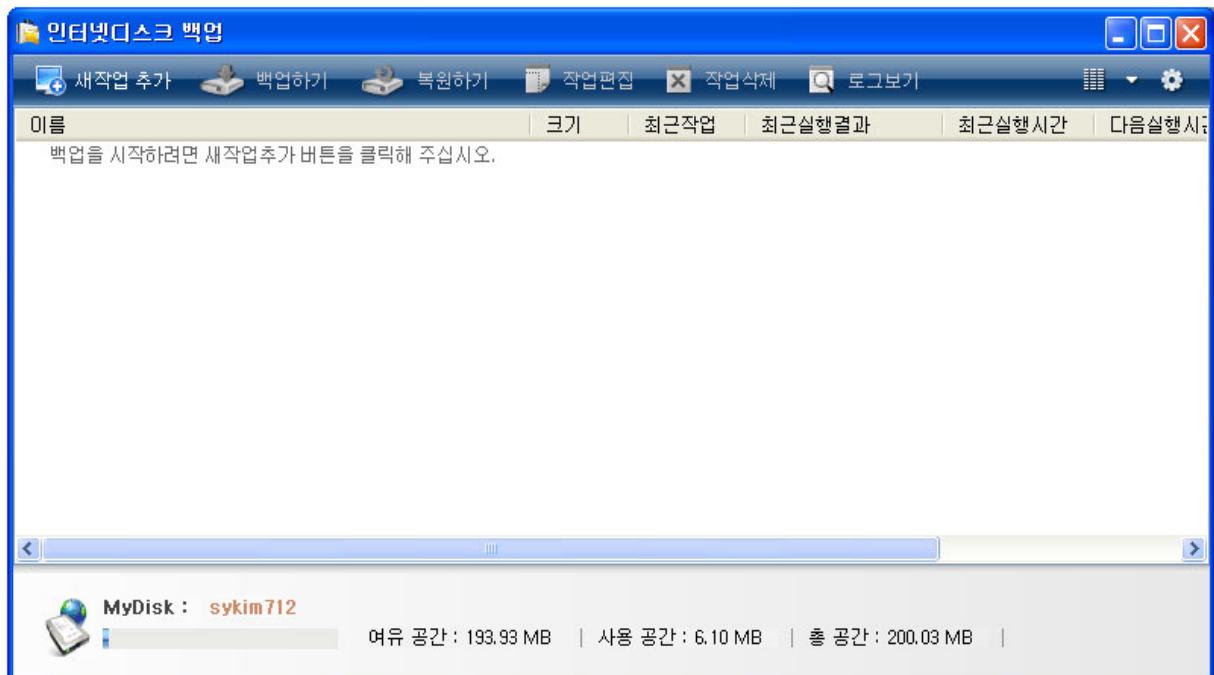 인터넷디스크 백업
새작업 추가 백업하기 복원하기 작업편집 작업삭제 로그보기
이름 크기 최근작업 최근실행결과 최근실행시간
백업을 시작하려면 새작업추가 버튼을 클릭해 주십시오.
MyDisk : sykim712
여유 공간 : 193.93 MB | 사용 공간 : 6.10 MB | 총 공간 : 200.03 MB |